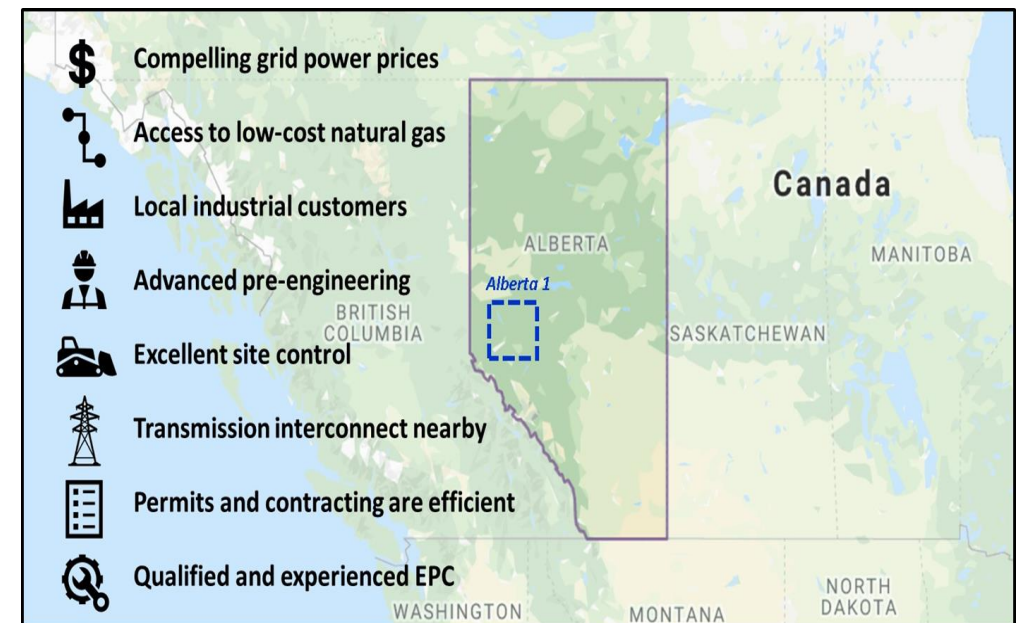 $
Compelling grid power prices
Access to low-cost natural gas
Canada
Local industrial customers
ALBERTA
MANITOBA
Advanced pre-engineering
Alberta 1
BRITISH
COLUMBIA
SASKATCHEWAN
Excellent site control
Transmission interconnect nearby
Permits and contracting are efficient
Qualified and experienced EPC
NORTH
DAKOTA
WASHINGTON
MONTANA